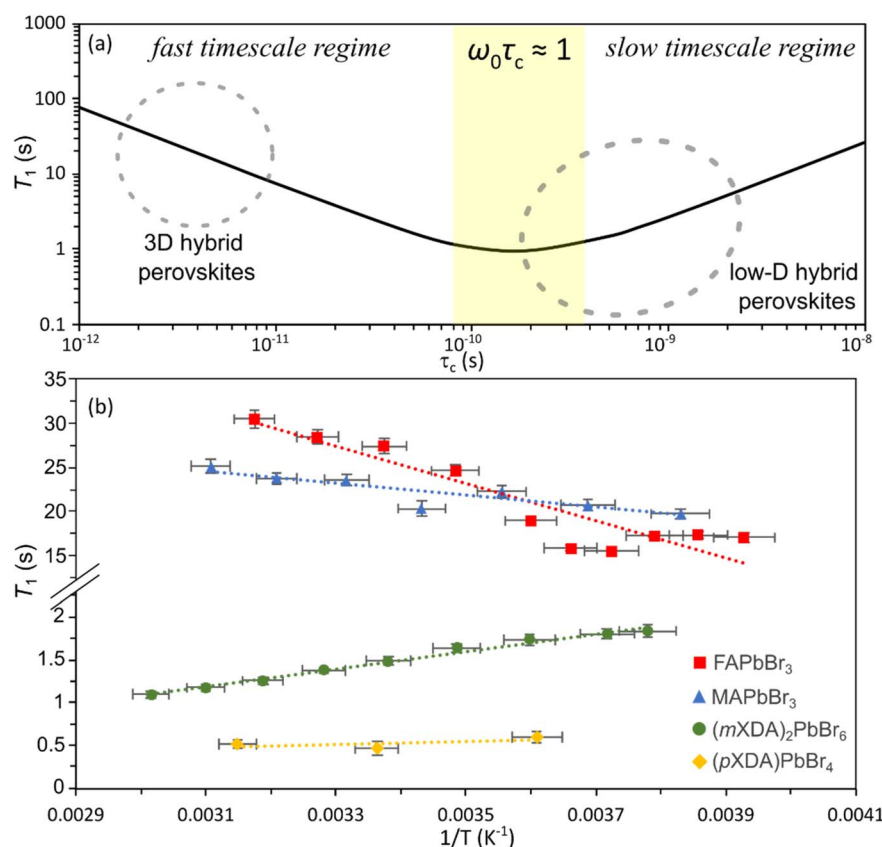 (a)
fast timescale regime
ω₀τc ≈ 1
slow timescale regime
1000
100
10
1
0.1
T₁ (s)
3D hybrid
perovskites
low-D hybrid
perovskites
10⁻¹²
10⁻¹¹
10⁻¹⁰
10⁻⁹
10⁻⁸
τc (s)
(b)
35
30
25
20
15
2
1.5
1
0.5
0
T₁ (s)
FAPbBr₃
MAPbBr₃
(mXDA)₂PbBr₆
(pXDA)PbBr₄
0.0029
0.0031
0.0033
0.0035
0.0037
0.0039
0.0041
1/T (K⁻¹)